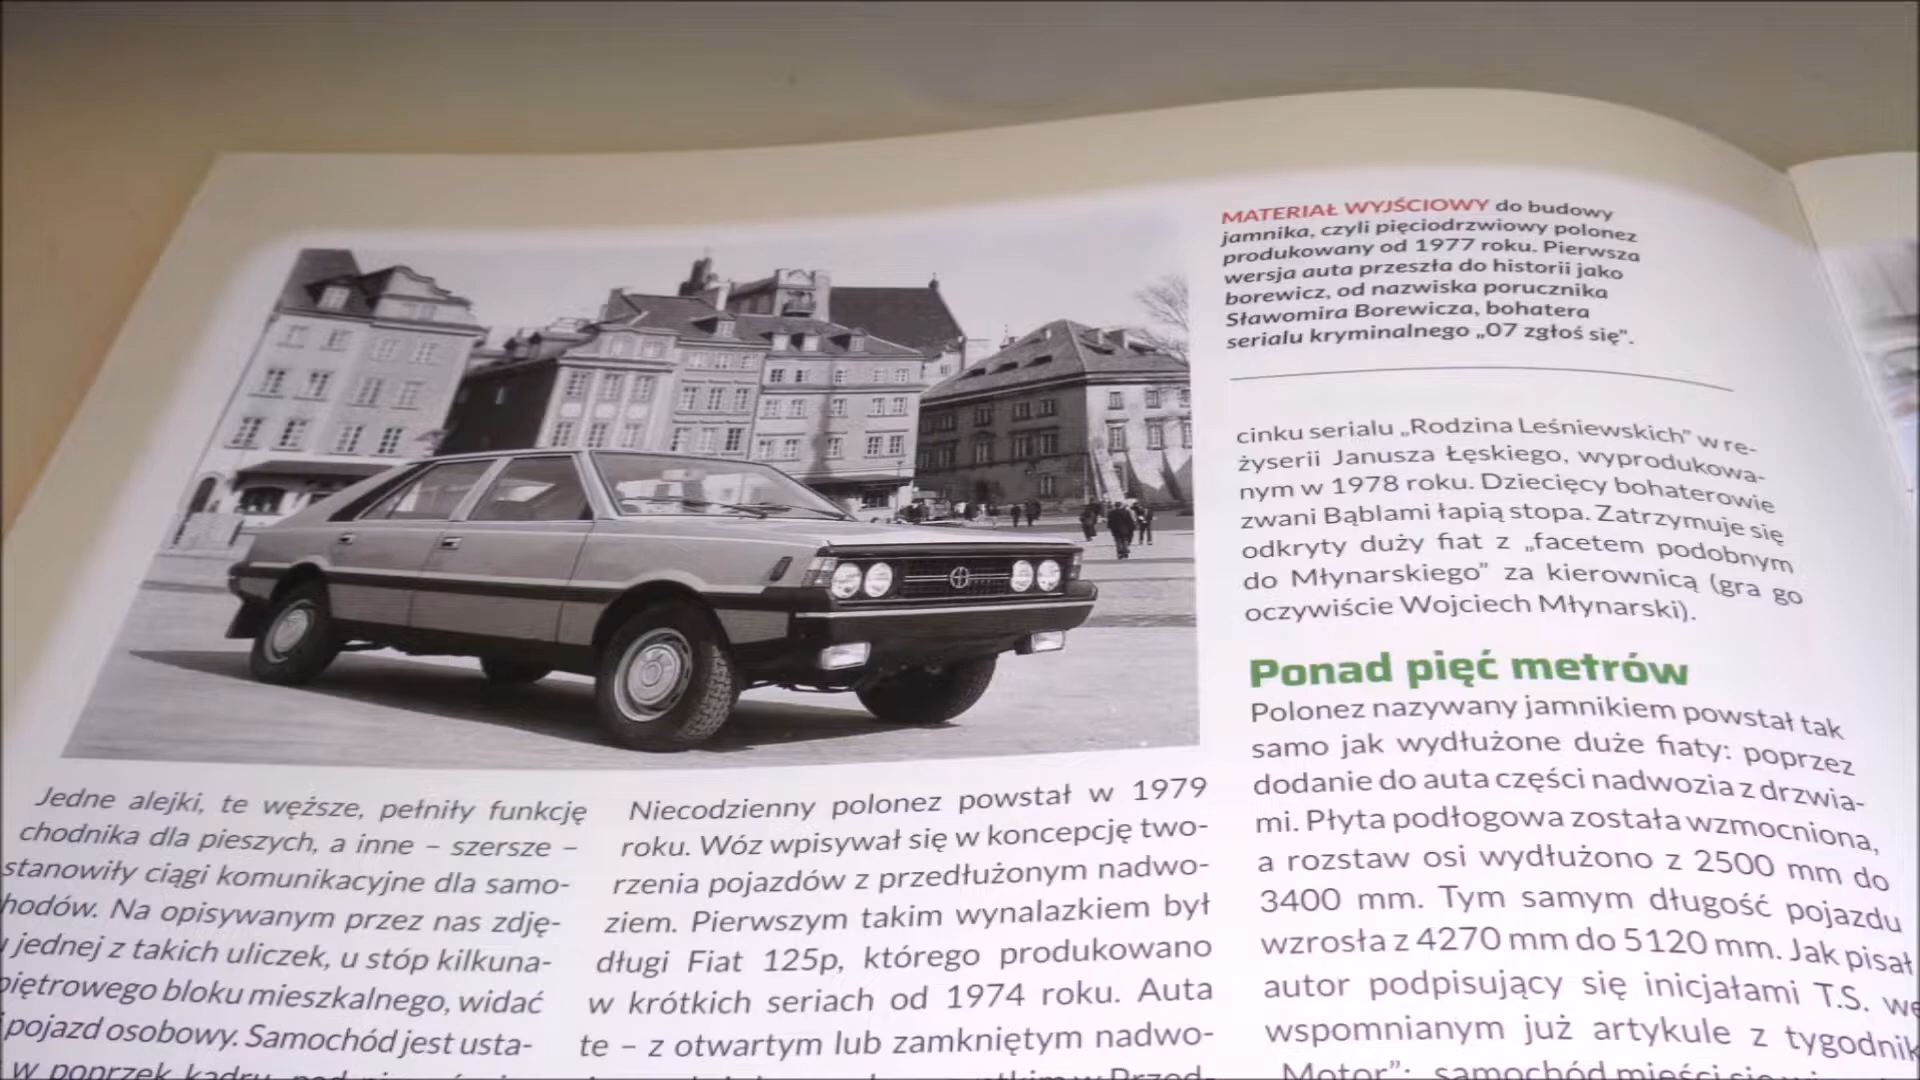 MATERIAŁ WYJŚCIOWY do budowy
jamnika, czyli pięciodrzwiowy polonez
produkowany od 1977 roku. Pierwsza
wersja auta przeszła do historii jako
borewicz, od nazwiska porucznika
Sławomira Borewicza, bohatera
serialu kryminalnego „07 zgłoś się”.
Jedne alejki, te węższe, pełniły funkcję
chodnika dla pieszych, a inne – szersze –
stanowiły ciągi komunikacyjne dla samo-
hodów. Na opisywanym przez nas zdję-
jednej z takich uliczek, u stóp kilkuna-
piętrowego bloku mieszkalnego, widać
pojazd osobowy. Samochód jest usta-
w poprzek kadru,
Niecodzienny polonez powstał w 1979
roku. Wóz wpisywał się w koncepcję two-
rzenia pojazdów z przedłużonym nadwo-
ziem. Pierwszym takim wynalazkiem był
długi Fiat 125p, którego produkowano
w krótkich seriach od 1974 roku. Auta
te – z otwartym lub zamkniętym nadwo-
cinku serialu „Rodzina Leśniewskich” w re-
żyserii Janusza Łęskiego, wyprodukowa-
nym w 1978 roku. Dziecięcy bohaterowie
zwani Bąblami łapią stopa. Zatrzymuje się
odkryty duży fiat z „facetem podobnym
do Młynarskiego” za kierownicą (gra go
oczywiście Wojciech Młynarski).
Ponad pięć metrów
Polonez nazywany jamnikiem powstał tak
samo jak wydłużone duże fiaty: poprzez
dodanie do auta części nadwozia z drzwia-
mi. Płyta podłogowa została wzmocniona,
a rozstaw osi wydłużono z 2500 mm do
3400 mm. Tym samym długość pojazdu
wzrosła z 4270 mm do 5120 mm. Jak pisał
autor podpisujący się inicjałami T.S. we
wspomnianym już artykule z tygodnik
„Motor”: „samochód mieści się